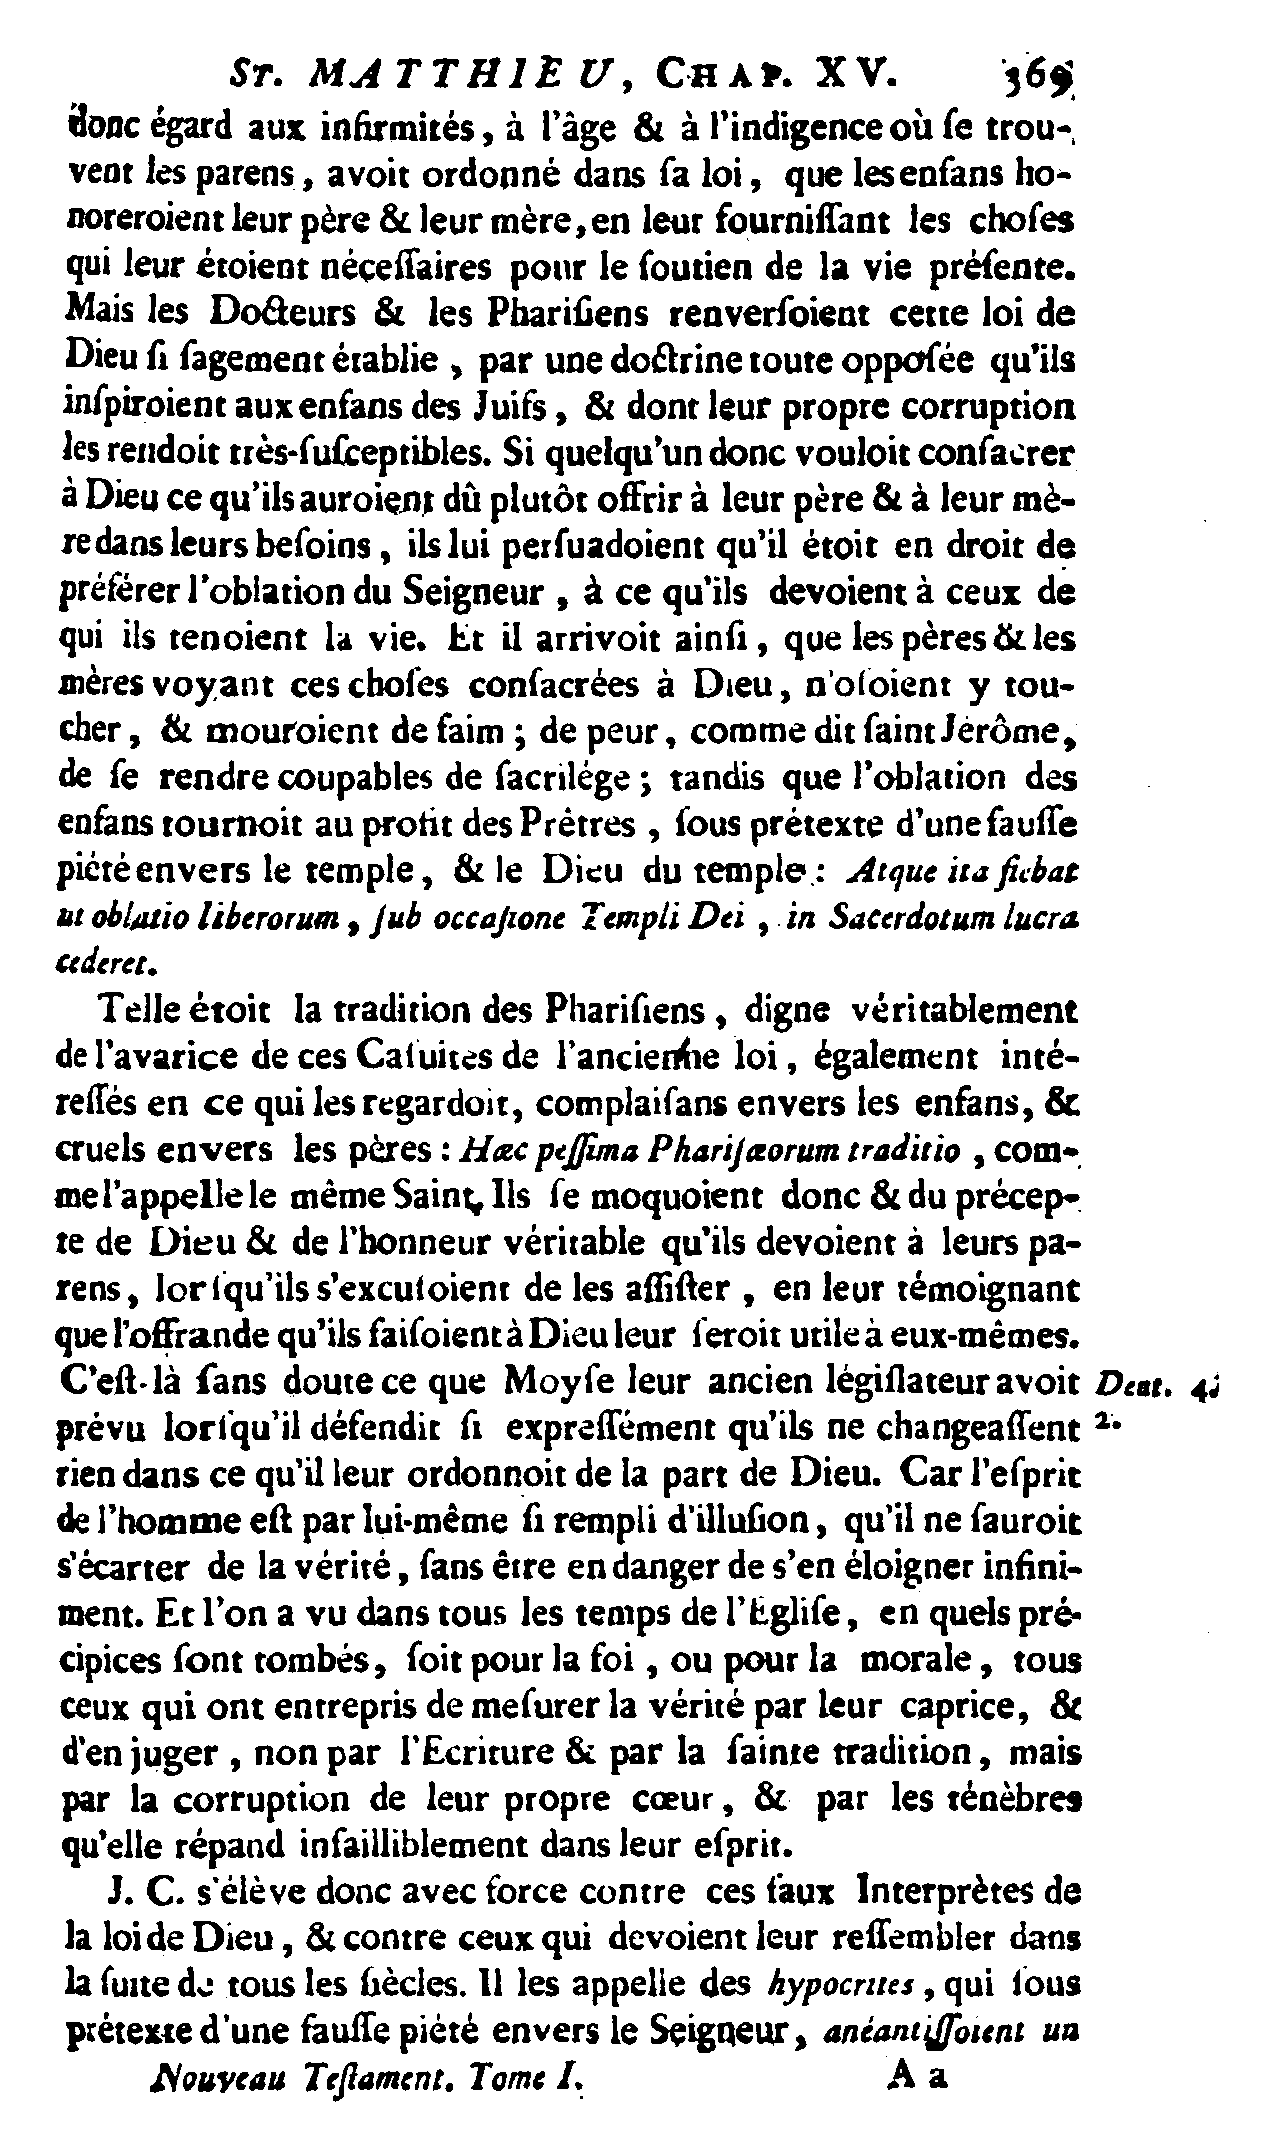 ST. MATTHIEU, CHAP. XV. 369
donc égard aux infirmités, à l'âge & à l'indigence où ſe trou-
vent les parens, avoit ordonné dans ſa loi, que les enfans ho-
noreroient leur père & leur mère, en leur fourniſſant les choſes
qui leur étoient néceſſaires pour le ſoutien de la vie préſente.
Mais les Docteurs & les Phariſiens renverſoient cette loi de
Dieu ſi ſagement établie, par une doctrine toute oppoſée qu'ils
inſpiroient aux enfans des Juifs, & dont leur propre corruption
les rendoit très-ſuſceptibles. Si quelqu'un donc vouloit conſacrer
à Dieu ce qu'ils auroient dû plutôt offrir à leur père & à leur mè-
re dans leurs beſoins, ils lui perſuadoient qu'il étoit en droit de
préférer l'oblation du Seigneur, à ce qu'ils devoient à ceux de
qui ils tenoient la vie. Et il arrivoit ainſi, que les pères & les
mères voyant ces choſes conſacrées à Dieu, n'oſoient y tou-
cher, & mouroient de faim; de peur, comme dit ſaint Jérôme,
de ſe rendre coupables de ſacrilége; tandis que l'oblation des
enfans tournoit au profit des Prêtres, ſous prétexte d'une fauſſe
piété envers le temple, & le Dieu du temple: Atque ita fiebat
ut oblatio liberorum, ſub occaſione Templi Dei, in Sacerdotum lucra
cederet.
Telle étoit la tradition des Phariſiens, digne véritablement
de l'avarice de ces Caſuites de l'ancienne loi, également inté-
reſſés en ce qui les regardoit, complaiſans envers les enfans, &
cruels envers les pères: Hæc peſſima Phariſæorum traditio, com-
me l'appelle le même Saint. Ils ſe moquoient donc & du précep-
te de Dieu & de l'honneur véritable qu'ils devoient à leurs pa-
rens, lorſqu'ils s'excuſoient de les aſſiſter, en leur témoignant
que l'offrande qu'ils faiſoient à Dieu leur ſeroit utile à eux-mêmes.
C'eſt-là ſans doute ce que Moyſe leur ancien légiſlateur avoit Deut. 4.
prévu lorſqu'il défendit ſi expreſſément qu'ils ne changeaſſent 2.
rien dans ce qu'il leur ordonnoit de la part de Dieu. Car l'eſprit
de l'homme eſt par lui-même ſi rempli d'illuſion, qu'il ne ſauroit
s'écarter de la vérité, ſans être en danger de s'en éloigner infini-
ment. Et l'on a vu dans tous les temps de l'Egliſe, en quels pré-
cipices ſont tombés, ſoit pour la foi, ou pour la morale, tous
ceux qui ont entrepris de meſurer la vérité par leur caprice, &
d'en juger, non par l'Ecriture & par la ſainte tradition, mais
par la corruption de leur propre cœur, & par les ténèbres
qu'elle répand infailliblement dans leur eſprit.
J. C. s'élève donc avec force contre ces faux Interprètes de
la loi de Dieu, & contre ceux qui devoient leur reſſembler dans
la ſuite de tous les ſiècles. Il les appelle des hypocrites, qui ſous
prétexte d'une fauſſe piété envers le Seigneur, anéantiſſoient un
Nouveau Teſtament. Tome I. A a